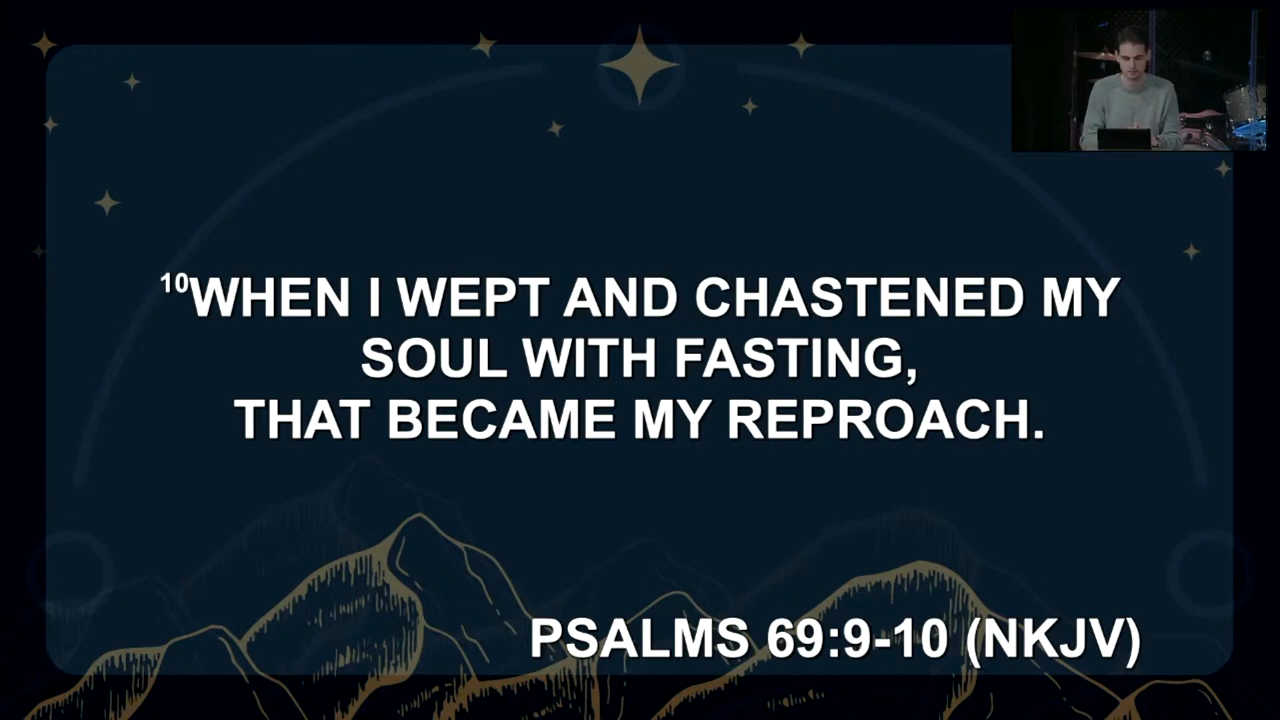 10WHEN I WEPT AND CHASTENED MY
SOUL WITH FASTING,
THAT BECAME MY REPROACH.
PSALMS 69:9-10 (NKJV)